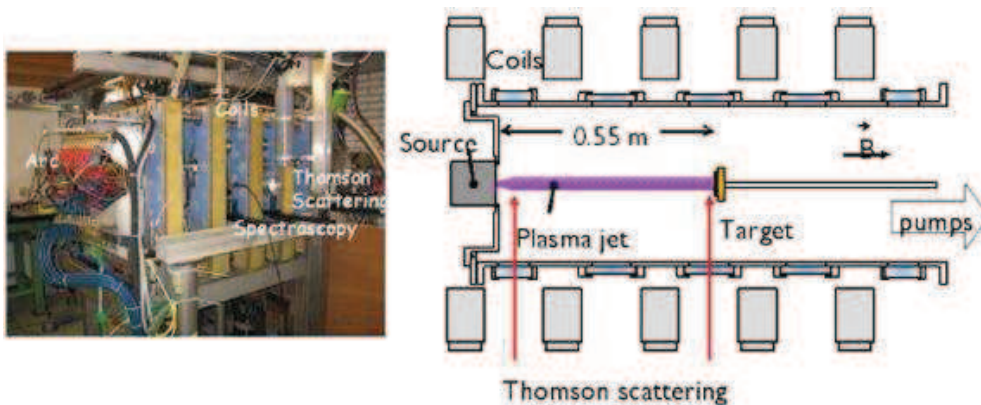 Coils
Arc
Thomson
Scattering
Spectroscopy
Coils
0.55 m
B
Source
Plasma jet
Target
pumps
Thomson scattering